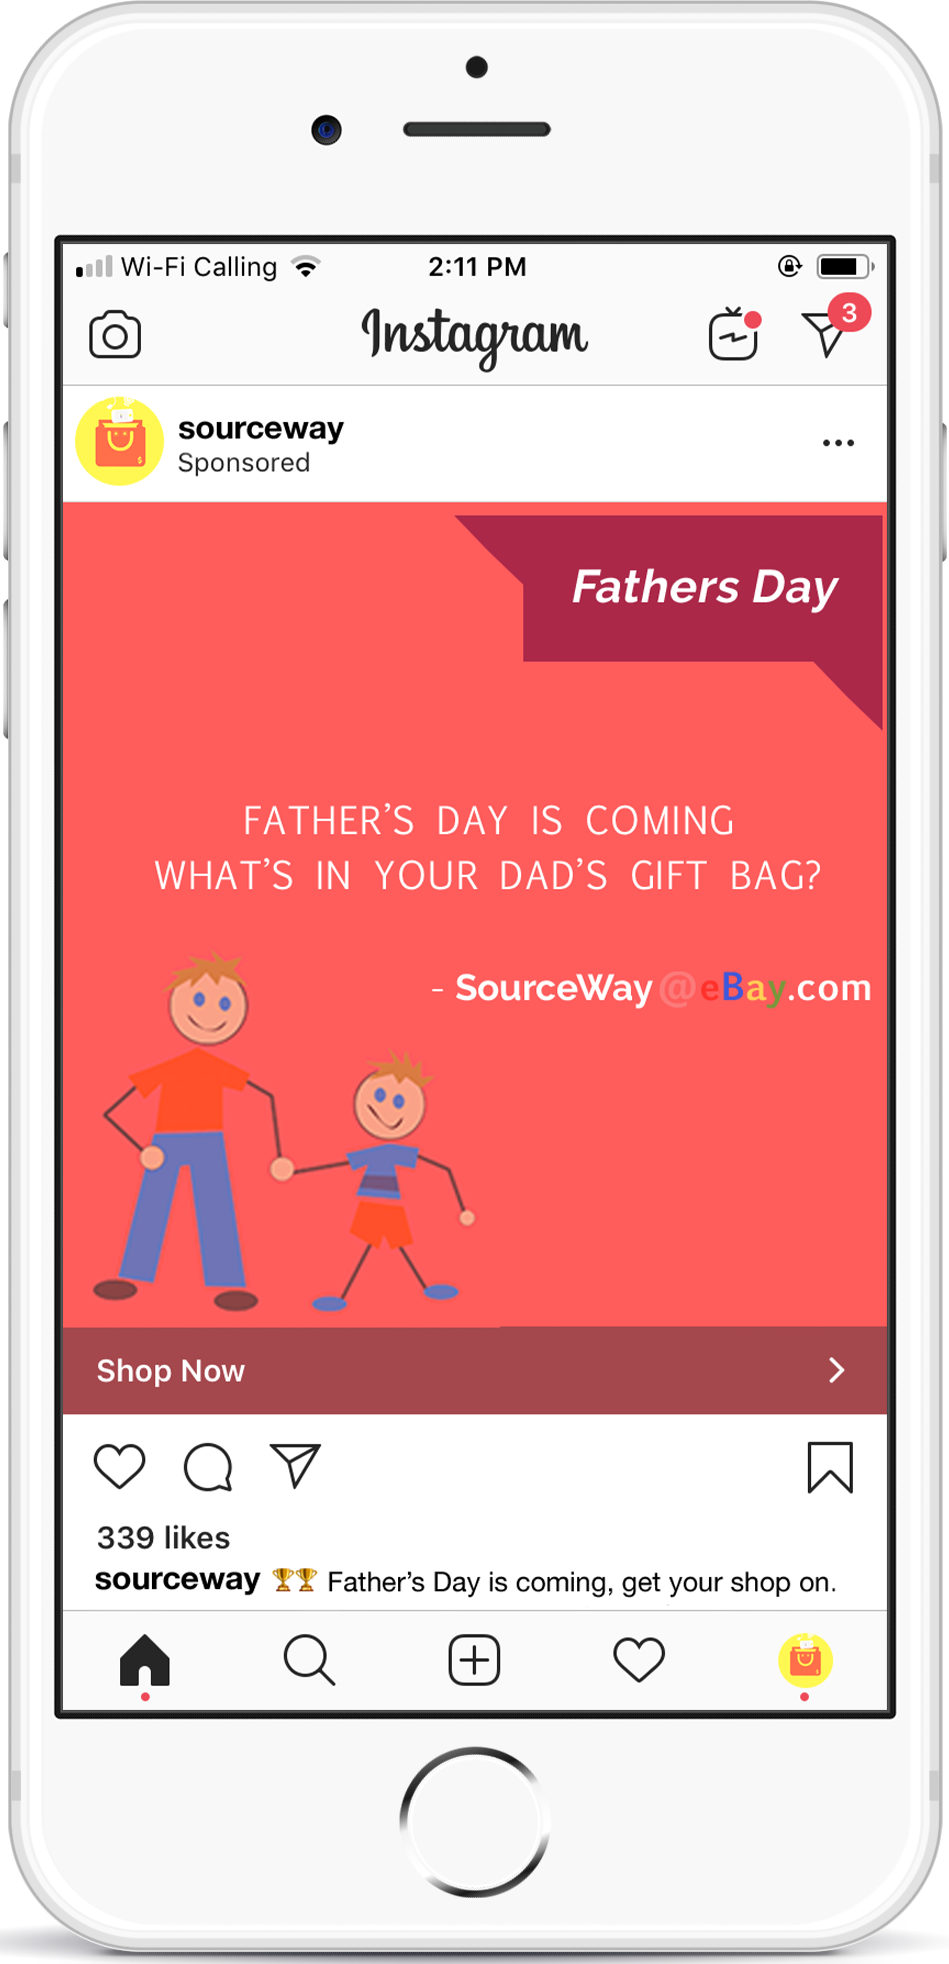 Wi-Fi Calling 2:11 PM
Instagram
3
sourceway
Sponsored
Fathers Day
FATHER'S DAY IS COMING
WHAT'S IN YOUR DAD'S GIFT BAG?
- SourceWay@eBay.com
Shop Now
339 likes
sourceway 🏆🏆 Father's Day is coming, get your shop on.